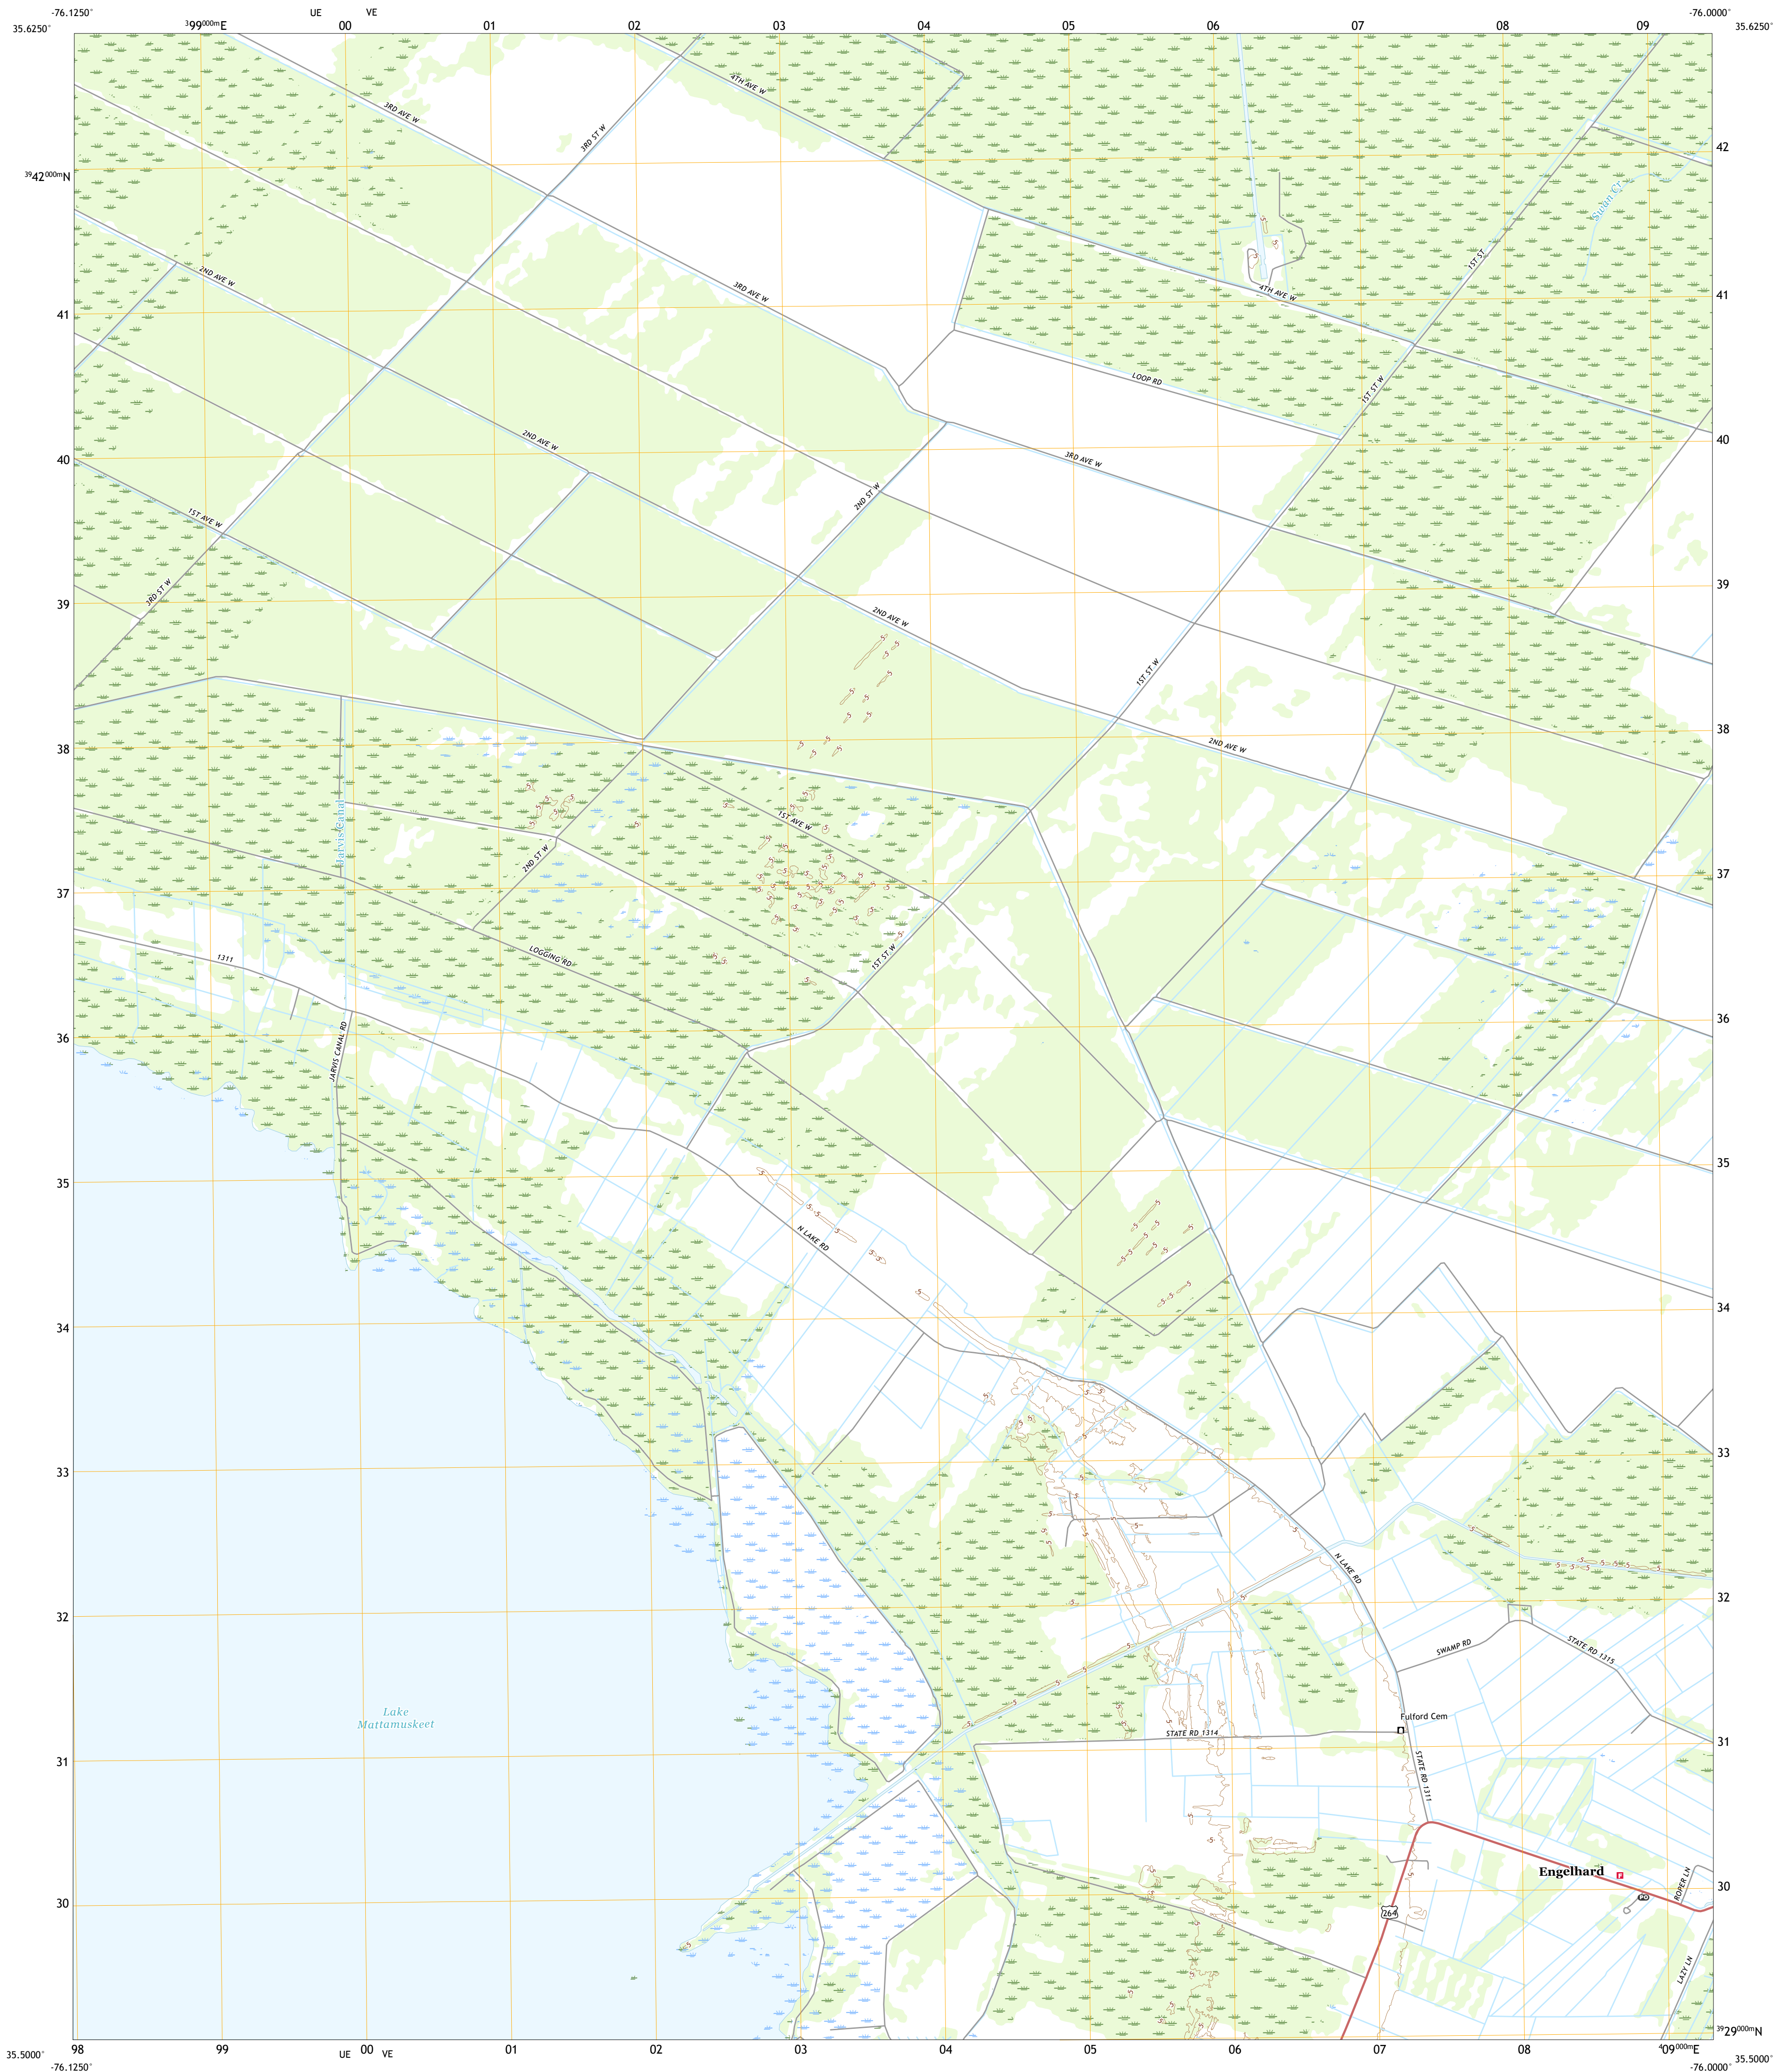 -76.1250°
UE
VE
-76.0000°
35.6250°
³99⁰⁰⁰ᵐE
00
01
02
03
04
05
06
07
08
09
35.6250°
4TH AVE W
3RD AVE W
3RD ST W
42
³⁹42⁰⁰⁰ᵐN
Swan Cr
1ST ST
2ND AVE W
3RD AVE W
4TH AVE W
5
5
41
41
LOOP RD
1ST ST W
40
40
2ND AVE W
3RD AVE W
2ND ST W
1ST AVE W
39
39
3RD ST W
2ND AVE W
1ST ST W
38
38
2ND AVE W
Jarvis Canal
1ST AVE W
2ND ST W
37
37
LOGGING RD
1ST ST W
1311
36
36
JARVIS CANAL RD
35
35
N LAKE RD
34
34
33
33
N LAKE RD
32
32
SWAMP RD
STATE RD 1315
Lake
Mattamuskeet
Fulford Cem
STATE RD 1314
31
31
STATE RD 1311
Engelhard
F
PO
ROPER LN
30
30
264
LAZY LN
³⁹29⁰⁰⁰ᵐN
98
99
UE
00
VE
01
02
03
04
05
06
07
08
⁴09⁰⁰⁰ᵐE
35.5000°
35.5000°
-76.1250°
-76.0000°